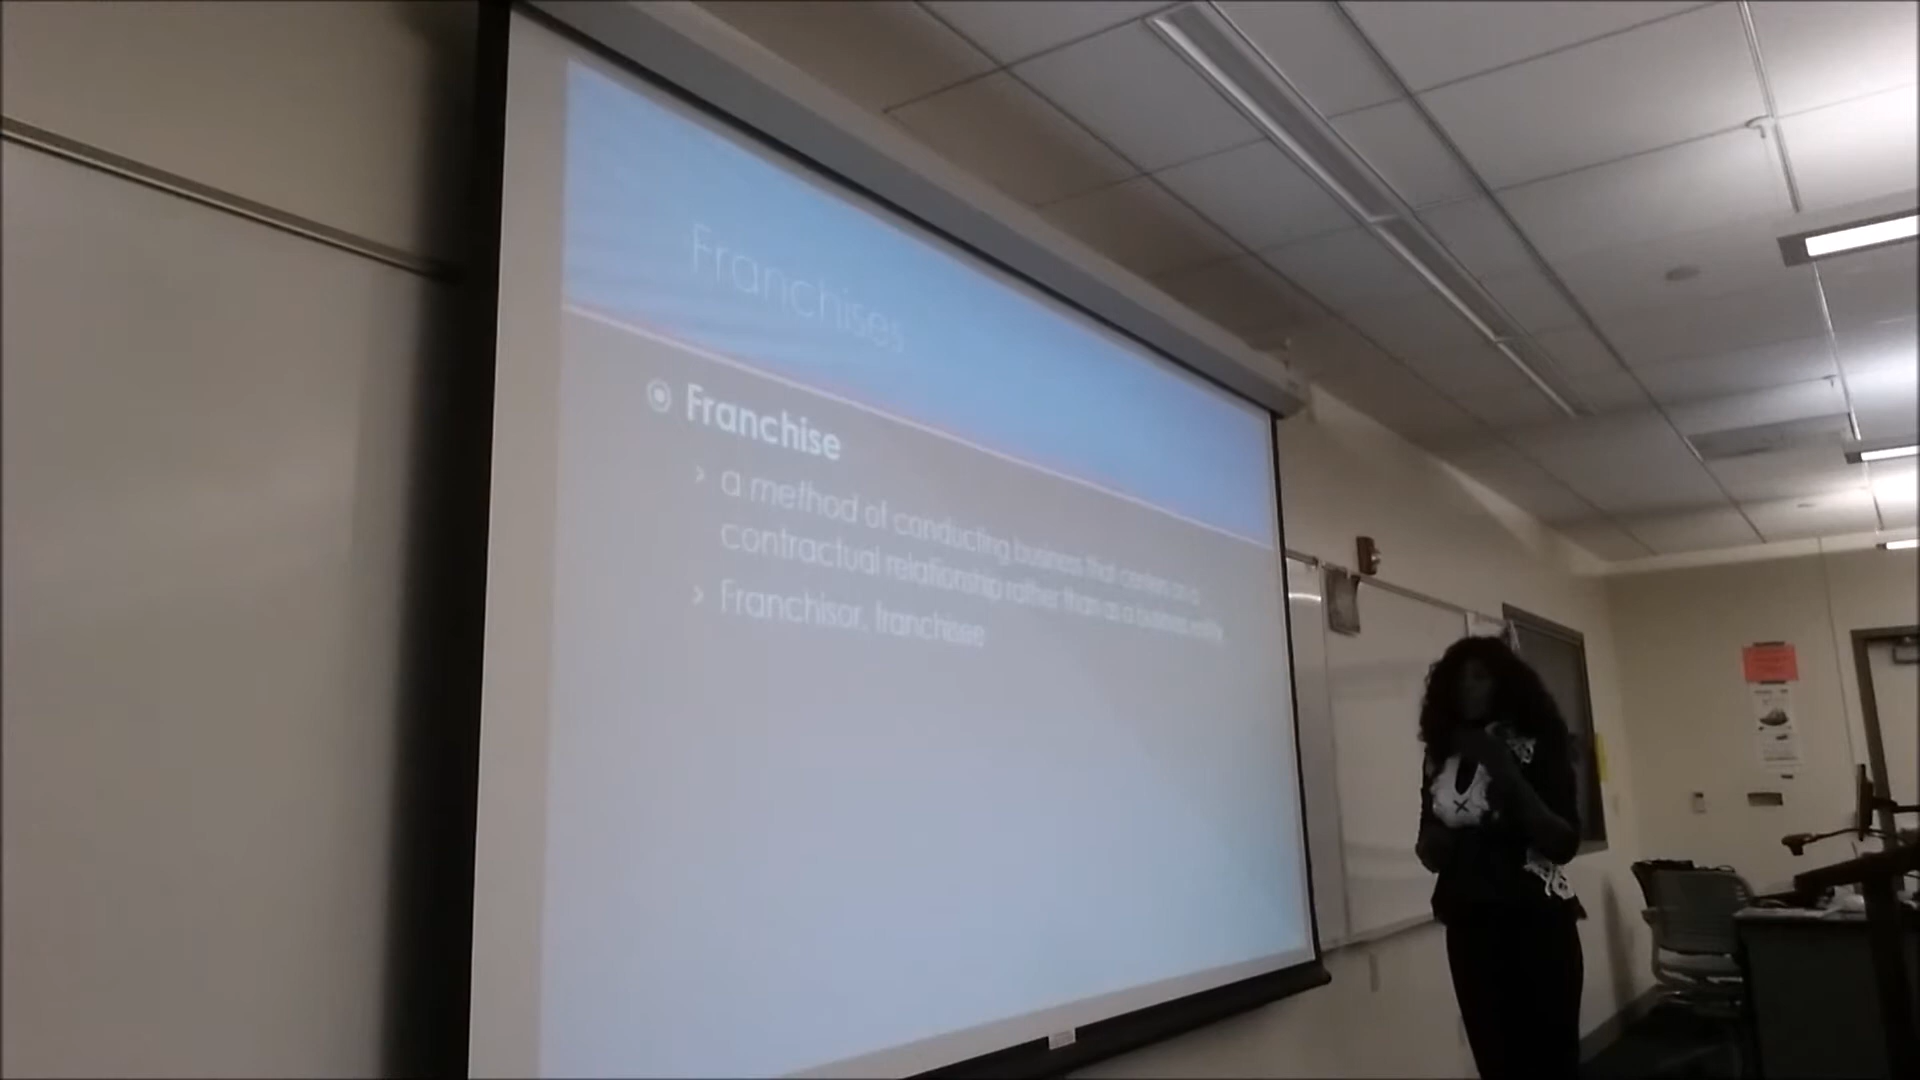 Franchises
Franchise
a method of conducting business that centers on a
contractual relationship rather than as a business entity
Franchisor, franchisee